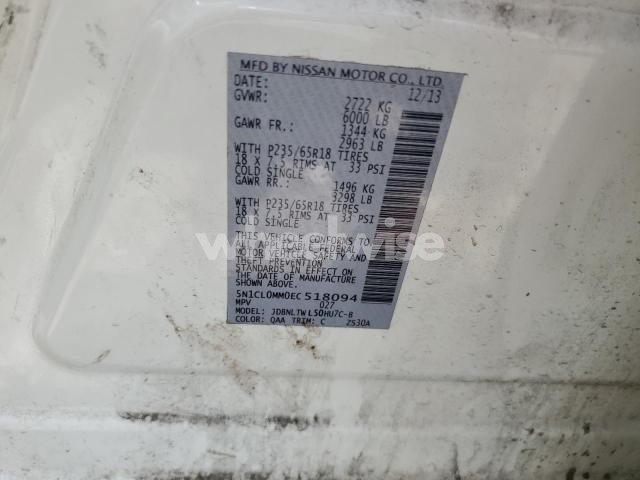 MFD BY NISSAN MOTOR CO., LTD.
DATE: 12/13
GVWR: 2722 KG
6000 LB
GAWR FR.: 1344 KG
2963 LB
WITH P235/65R18 TIRES
18 X 7.5 RIMS AT 33 PSI
COLD SINGLE
GAWR RR.: 1496 KG
3298 LB
WITH P235/65R18 TIRES
18 X 7.5 RIMS AT 33 PSI
COLD SINGLE
THIS VEHICLE CONFORMS TO
ALL APPLICABLE FEDERAL
MOTOR VEHICLE SAFETY AND
THEFT PREVENTION
STANDARDS IN EFFECT ON
THE DATE OF MANUFACTURE
SHOWN ABOVE.
5N1CL0MM0EC518094
MPV 027
MODEL: JDBNLTWL50HU7C-B
COLOR: QAA TRIM: C ZS30A